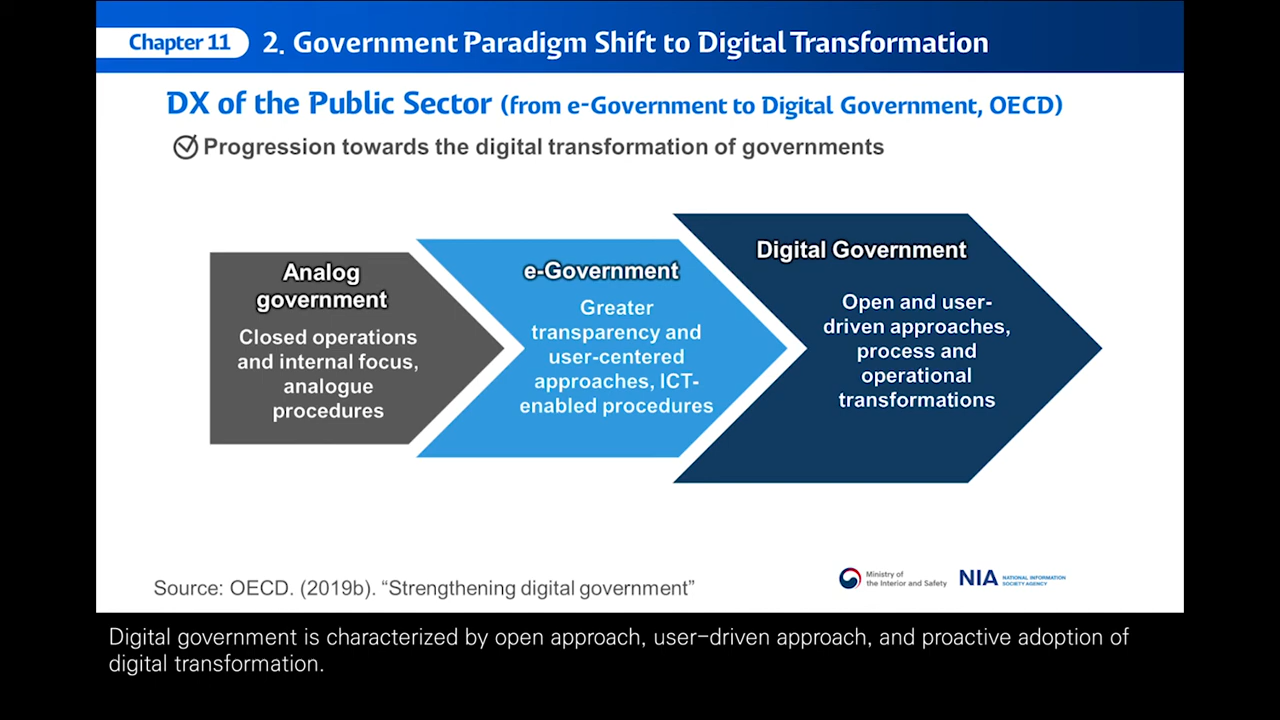 Chapter 11
2. Government Paradigm Shift to Digital Transformation
DX of the Public Sector (from e-Government to Digital Government, OECD)
Progression towards the digital transformation of governments
Analog
government
Closed operations
and internal focus,
analogue
procedures
e-Government
Greater
transparency and
user-centered
approaches, ICT-
enabled procedures
Digital Government
Open and user-
driven approaches,
process and
operational
transformations
Source: OECD. (2019b). “Strengthening digital government”
Ministry of
the Interior and Safety
NIA
NATIONAL INFORMATION
SOCIETY AGENCY
Digital government is characterized by open approach, user-driven approach, and proactive adoption of
digital transformation.